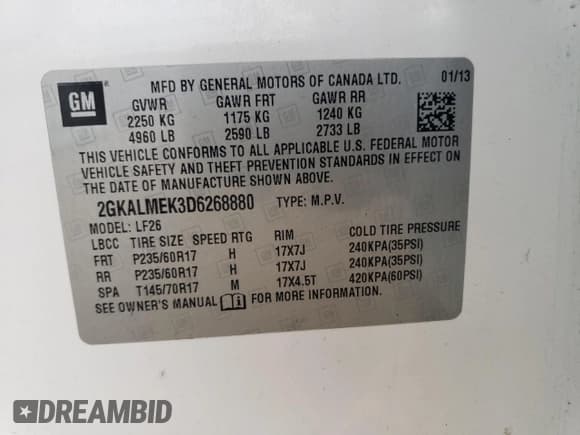 GM
MFD BY GENERAL MOTORS OF CANADA LTD. 01/13
GVWR GAWR FRT GAWR RR
2250 KG 1175 KG 1240 KG
4960 LB 2590 LB 2733 LB
THIS VEHICLE CONFORMS TO ALL APPLICABLE U.S. FEDERAL MOTOR
VEHICLE SAFETY AND THEFT PREVENTION STANDARDS IN EFFECT ON
THE DATE OF MANUFACTURE SHOWN ABOVE.
2GKALMEK3D6268880 TYPE: M.P.V.
MODEL: LF26
LBCC TIRE SIZE SPEED RTG RIM COLD TIRE PRESSURE
FRT P235/60R17 H 17X7J 240KPA(35PSI)
RR P235/60R17 H 17X7J 240KPA(35PSI)
SPA T145/70R17 M 17X4.5T 420KPA(60PSI)
SEE OWNER'S MANUAL FOR MORE INFORMATION.
DREAMBID